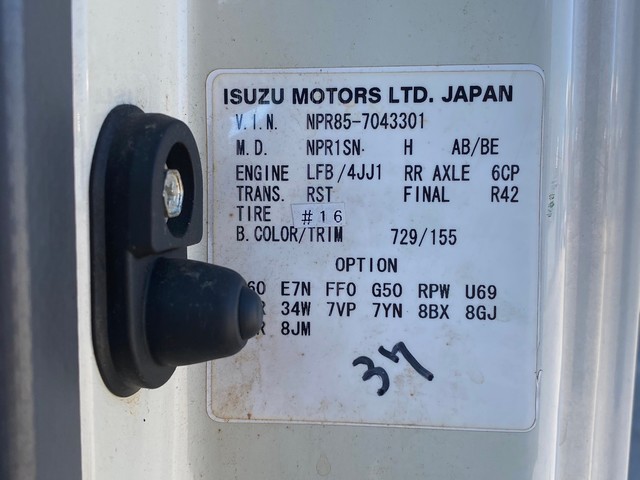 ISUZU MOTORS LTD. JAPAN
V.I.N. NPR85-7043301
M.D. NPR1SN- H AB/BE
ENGINE LFB/4JJ1 RR AXLE 6CP
TRANS. RST FINAL R42
TIRE #16
B.COLOR/TRIM 729/155
OPTION
E7N FF0 G50 RPW U69
34W 7VP 7YN 8BX 8GJ
8JM